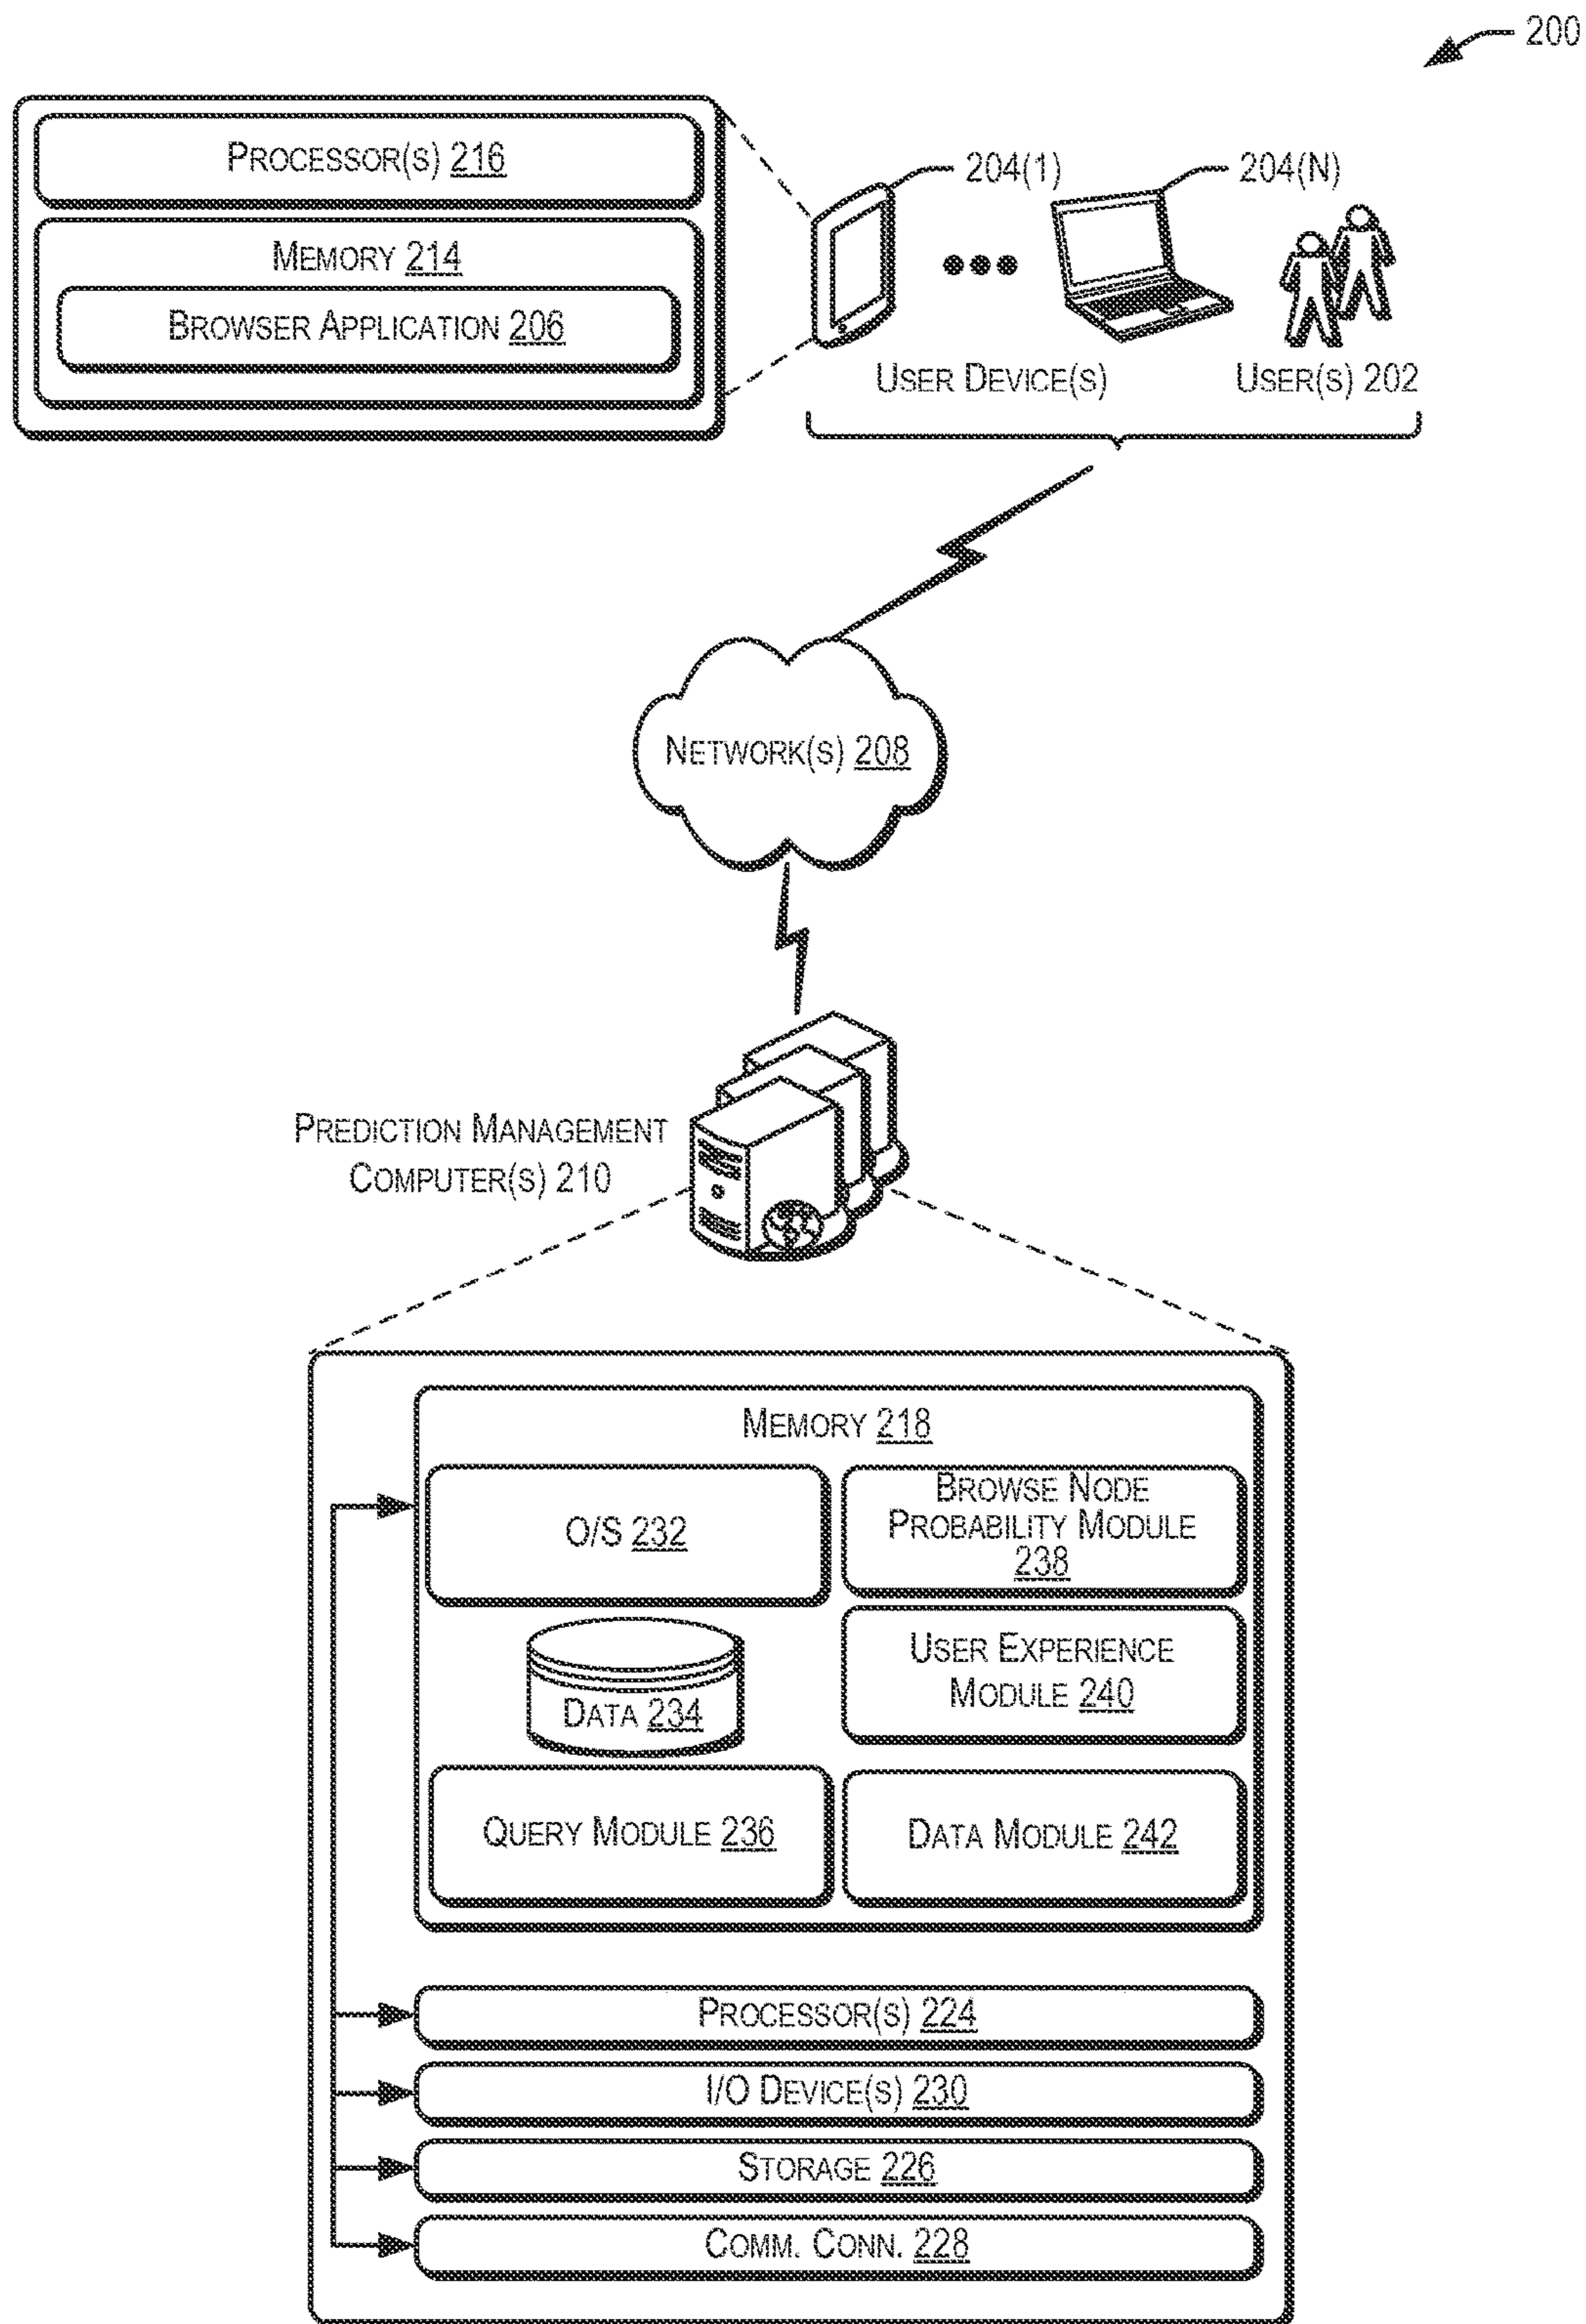 200
PROCESSOR(S) 216
MEMORY 214
BROWSER APPLICATION 206
204(1)
204(N)
USER DEVICE(S)
USER(S) 202
NETWORK(S) 208
PREDICTION MANAGEMENT
COMPUTER(S) 210
MEMORY 218
O/S 232
BROWSE NODE
PROBABILITY MODULE
238
DATA 234
USER EXPERIENCE
MODULE 240
QUERY MODULE 236
DATA MODULE 242
PROCESSOR(S) 224
I/O DEVICE(S) 230
STORAGE 226
COMM. CONN. 228